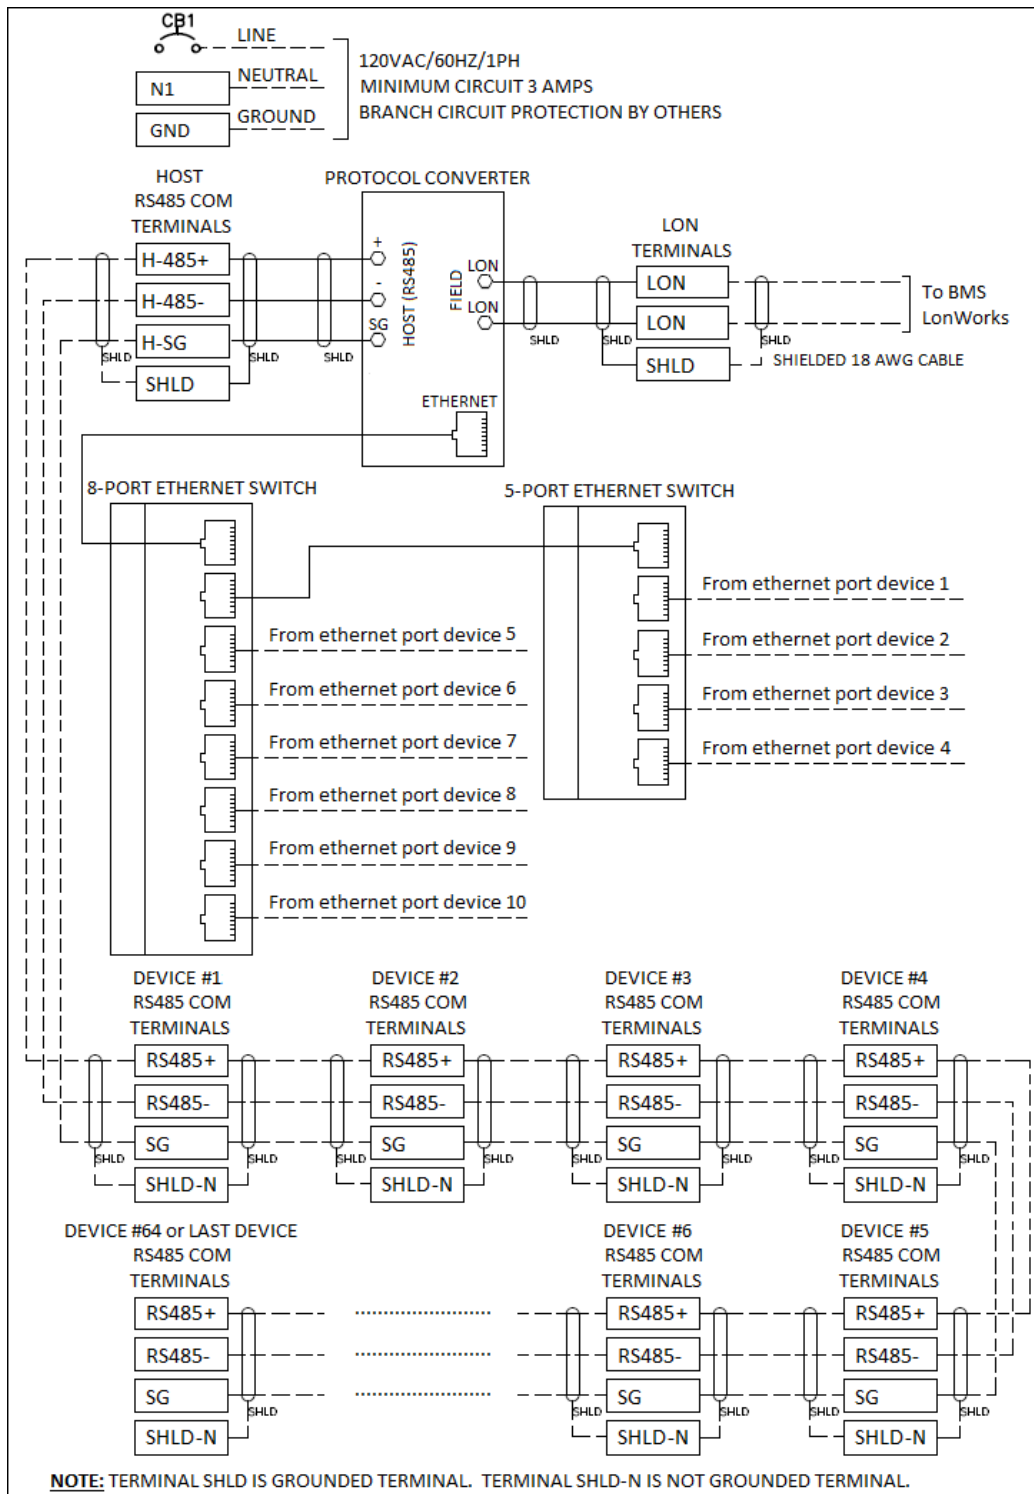 CB1
LINE
120VAC/60HZ/1PH
NEUTRAL
N1
MINIMUM CIRCUIT 3 AMPS
GROUND
BRANCH CIRCUIT PROTECTION BY OTHERS
GND
HOST
RS485 COM
TERMINALS
H-485+
H-485-
H-SG
SHLD
SHLD
SHLD
SHLD
PROTOCOL CONVERTER
+
-
SG
HOST (RS485)
FIELD
LON
LON
ETHERNET
LON
TERMINALS
LON
LON
SHLD
SHLD
SHLD
SHLD
To BMS
LonWorks
SHIELDED 18 AWG CABLE
8-PORT ETHERNET SWITCH
From ethernet port device 5
From ethernet port device 6
From ethernet port device 7
From ethernet port device 8
From ethernet port device 9
From ethernet port device 10
5-PORT ETHERNET SWITCH
From ethernet port device 1
From ethernet port device 2
From ethernet port device 3
From ethernet port device 4
DEVICE #1
RS485 COM
TERMINALS
RS485+
RS485-
SG
SHLD-N
SHLD
SHLD
DEVICE #2
RS485 COM
TERMINALS
RS485+
RS485-
SG
SHLD-N
SHLD
SHLD
DEVICE #3
RS485 COM
TERMINALS
RS485+
RS485-
SG
SHLD-N
SHLD
SHLD
DEVICE #4
RS485 COM
TERMINALS
RS485+
RS485-
SG
SHLD-N
SHLD
SHLD
DEVICE #64 or LAST DEVICE
RS485 COM
TERMINALS
RS485+
RS485-
SG
SHLD-N
SHLD
DEVICE #6
RS485 COM
TERMINALS
RS485+
RS485-
SG
SHLD-N
SHLD
SHLD
DEVICE #5
RS485 COM
TERMINALS
RS485+
RS485-
SG
SHLD-N
SHLD
SHLD
NOTE: TERMINAL SHLD IS GROUNDED TERMINAL. TERMINAL SHLD-N IS NOT GROUNDED TERMINAL.